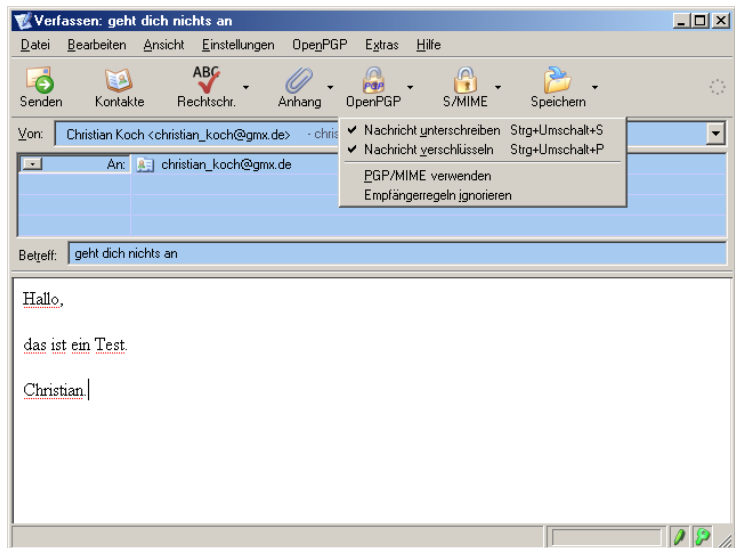 Verfassen: geht dich nichts an
Datei Bearbeiten Ansicht Einstellungen OpenPGP Extras Hilfe
ABC
PGP
Senden Kontakte Rechtschr. Anhang OpenPGP S/MIME Speichern
Von: Christian Koch <christian_koch@gmx.de> - chris
Nachricht unterschreiben Strg+Umschalt+S
Nachricht verschlüsseln Strg+Umschalt+P
PGP/MIME verwenden
Empfängerregeln ignorieren
An: christian_koch@gmx.de
Betreff: geht dich nichts an
Hallo,
das ist ein Test.
Christian.